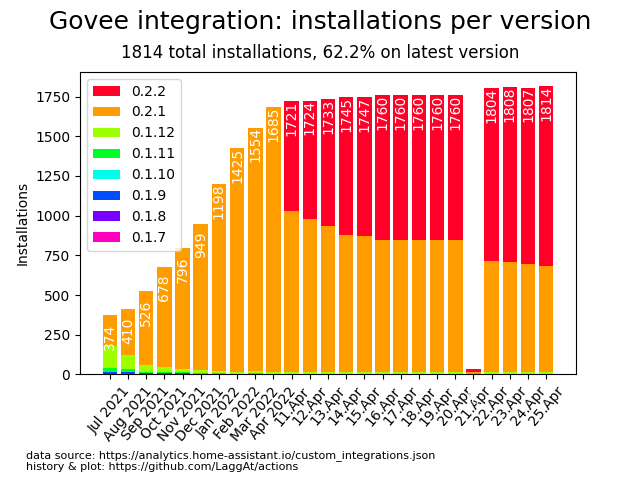 Govee integration: installations per version
1814 total installations, 62.2% on latest version
Installations
1750
1500
1250
1000
750
500
250
0
0.2.2
0.2.1
0.1.12
0.1.11
0.1.10
0.1.9
0.1.8
0.1.7
374
410
526
678
796
949
1198
1425
1554
1685
1721
1724
1733
1745
1747
1760
1760
1760
1760
1760
1804
1808
1807
1814
Jul 2021
Aug 2021
Sep 2021
Oct 2021
Nov 2021
Dec 2021
Jan 2022
Feb 2022
Mar 2022
Apr 2022
11.Apr
12.Apr
13.Apr
14.Apr
15.Apr
16.Apr
17.Apr
18.Apr
19.Apr
20.Apr
21.Apr
22.Apr
23.Apr
24.Apr
25.Apr
data source: https://analytics.home-assistant.io/custom_integrations.json
history & plot: https://github.com/LaggAt/actions